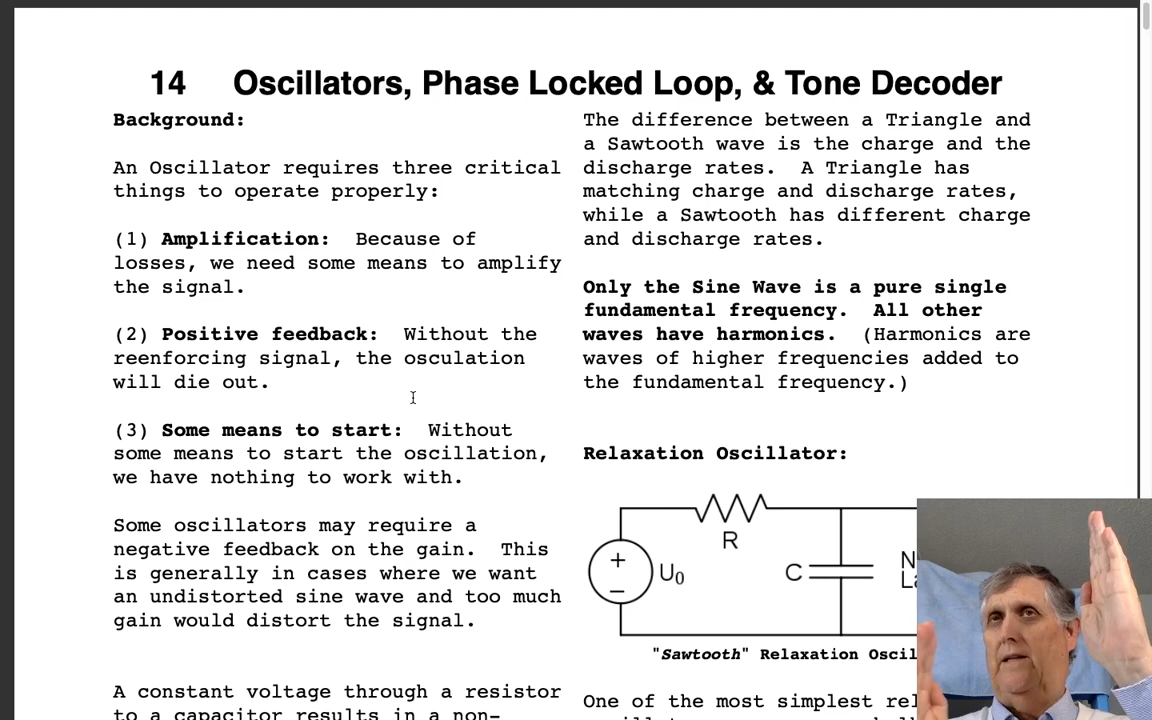 14 Oscillators, Phase Locked Loop, & Tone Decoder
Background:
An Oscillator requires three critical
things to operate properly:
(1) Amplification: Because of
losses, we need some means to amplify
the signal.
(2) Positive feedback: Without the
reenforcing signal, the osculation
will die out.
(3) Some means to start: Without
some means to start the oscillation,
we have nothing to work with.
Some oscillators may require a
negative feedback on the gain. This
is generally in cases where we want
an undistorted sine wave and too much
gain would distort the signal.
A constant voltage through a resistor
to a capacitor results in a non-
The difference between a Triangle and
a Sawtooth wave is the charge and the
discharge rates. A Triangle has
matching charge and discharge rates,
while a Sawtooth has different charge
and discharge rates.
Only the Sine Wave is a pure single
fundamental frequency. All other
waves have harmonics. (Harmonics are
waves of higher frequencies added to
the fundamental frequency.)
Relaxation Oscillator:
R
+
−
U0
C
"Sawtooth" Relaxation Oscil
One of the most simplest rel